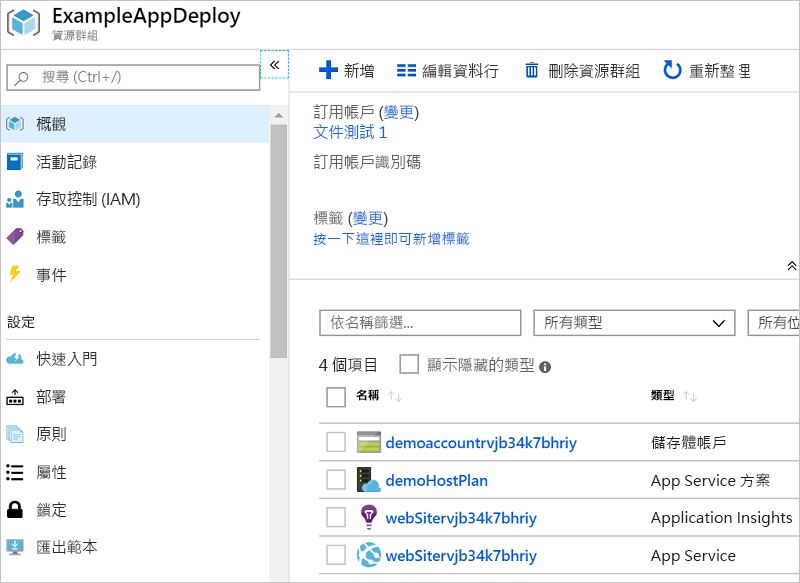 ExampleAppDeploy
資源群組
搜尋 (Ctrl+/)
«
概觀
活動記錄
存取控制 (IAM)
標籤
事件
設定
快速入門
部署
原則
屬性
鎖定
匯出範本
新增
編輯資料行
刪除資源群組
重新整理
訂用帳戶 (變更)
文件測試 1
訂用帳戶識別碼
標籤 (變更)
按一下這裡即可新增標籤
依名稱篩選...
所有類型
所有位
4 個項目
顯示隱藏的類型
名稱 ↑↓
類型 ↑↓
demoaccountrvjb34k7bhriy
儲存體帳戶
demoHostPlan
App Service 方案
webSitervjb34k7bhriy
Application Insights
webSitervjb34k7bhriy
App Service